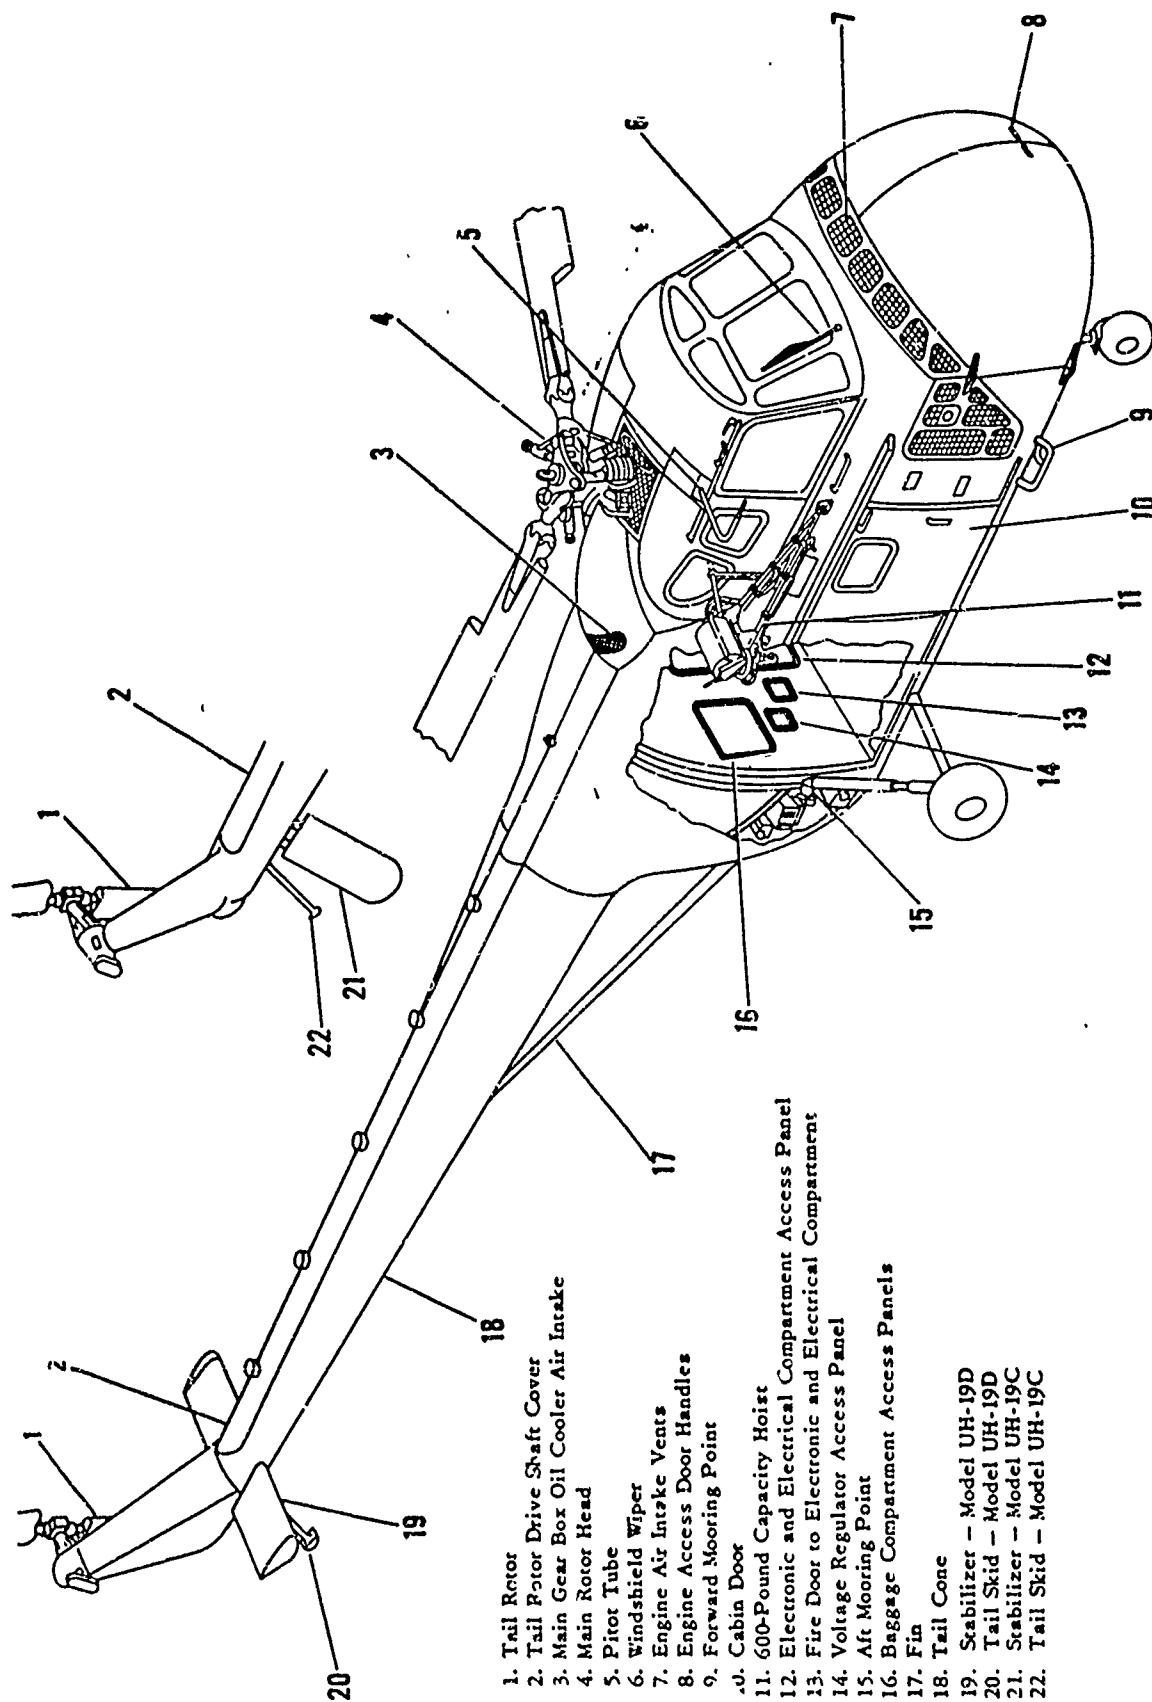 1
2
3
4
5
6
7
8
9
10
11
12
13
14
15
16
17
18
19
20
1
2
21
22
1. Tail Rotor
2. Tail Rotor Drive Shaft Cover
3. Main Gear Box Oil Cooler Air Intake
4. Main Rotor Head
5. Pitot Tube
6. Windshield Wiper
7. Engine Air Intake Vents
8. Engine Access Door Handles
9. Forward Mooring Point
10. Cabin Door
11. 600-Pound Capacity Hoist
12. Electronic and Electrical Compartment Access Panel
13. Fire Door to Electronic and Electrical Compartment
14. Voltage Regulator Access Panel
15. Aft Mooring Point
16. Baggage Compartment Access Panels
17. Fin
18. Tail Cone
19. Stabilizer — Model UH-19D
20. Tail Skid — Model UH-19D
21. Stabilizer — Model UH-19C
22. Tail Skid — Model UH-19C